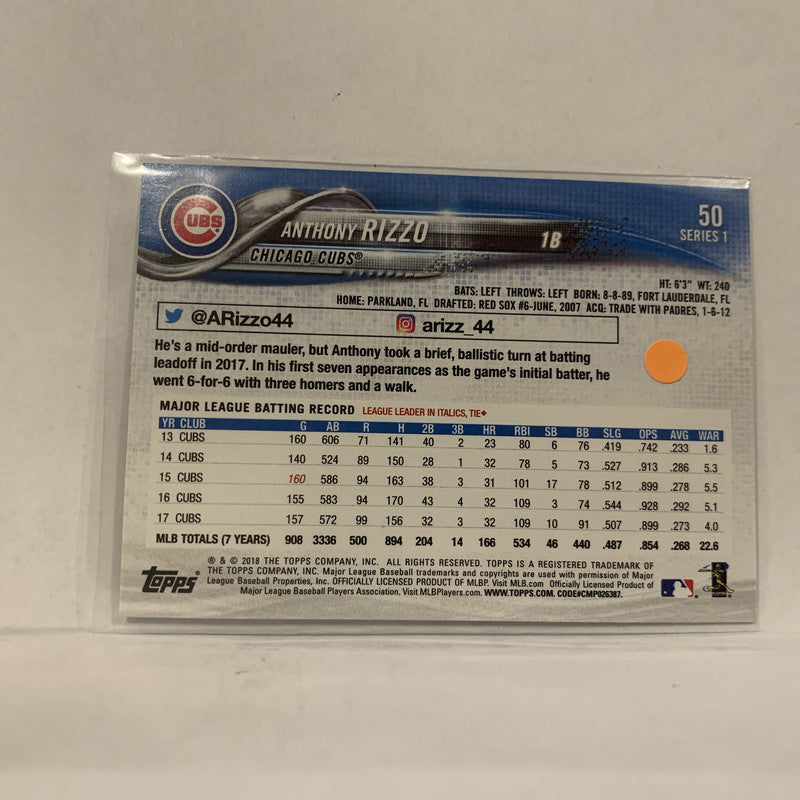 CUBS
ANTHONY RIZZO 1B
CHICAGO CUBS®
50
SERIES 1
HT: 6'3" WT: 240
BATS: LEFT THROWS: LEFT BORN: 8-8-89, FORT LAUDERDALE, FL
HOME: PARKLAND, FL DRAFTED: RED SOX #6-JUNE, 2007 ACQ: TRADE WITH PADRES, 1-6-12
@ARizzo44 arizz_44
He's a mid-order mauler, but Anthony took a brief, ballistic turn at batting
leadoff in 2017. In his first seven appearances as the game's initial batter, he
went 6-for-6 with three homers and a walk.
MAJOR LEAGUE BATTING RECORD LEAGUE LEADER IN ITALICS, TIE◆
YR CLUB G AB R H 2B 3B HR RBI SB BB SLG OPS AVG WAR
13 CUBS 160 606 71 141 40 2 23 80 6 76 .419 .742 .233 1.6
14 CUBS 140 524 89 150 28 1 32 78 5 73 .527 .913 .286 5.3
15 CUBS 160 586 94 163 38 3 31 101 17 78 .512 .899 .278 5.5
16 CUBS 155 583 94 170 43 4 32 109 3 74 .544 .928 .292 5.1
17 CUBS 157 572 99 156 32 3 32 109 10 91 .507 .899 .273 4.0
MLB TOTALS (7 YEARS) 908 3336 500 894 204 14 166 534 46 440 .487 .854 .268 22.6
TOPPS
® & © 2018 THE TOPPS COMPANY, INC. ALL RIGHTS RESERVED. TOPPS IS A REGISTERED TRADEMARK OF
THE TOPPS COMPANY, INC. Major League Baseball trademarks and copyrights are used with permission of Major
League Baseball Properties, Inc. OFFICIALLY LICENSED PRODUCT OF MLBP. Visit MLB.com Officially Licensed Product of
Major League Baseball Players Association. Visit MLBPlayers.com. WWW.TOPPS.COM. CODE#CMP026387.